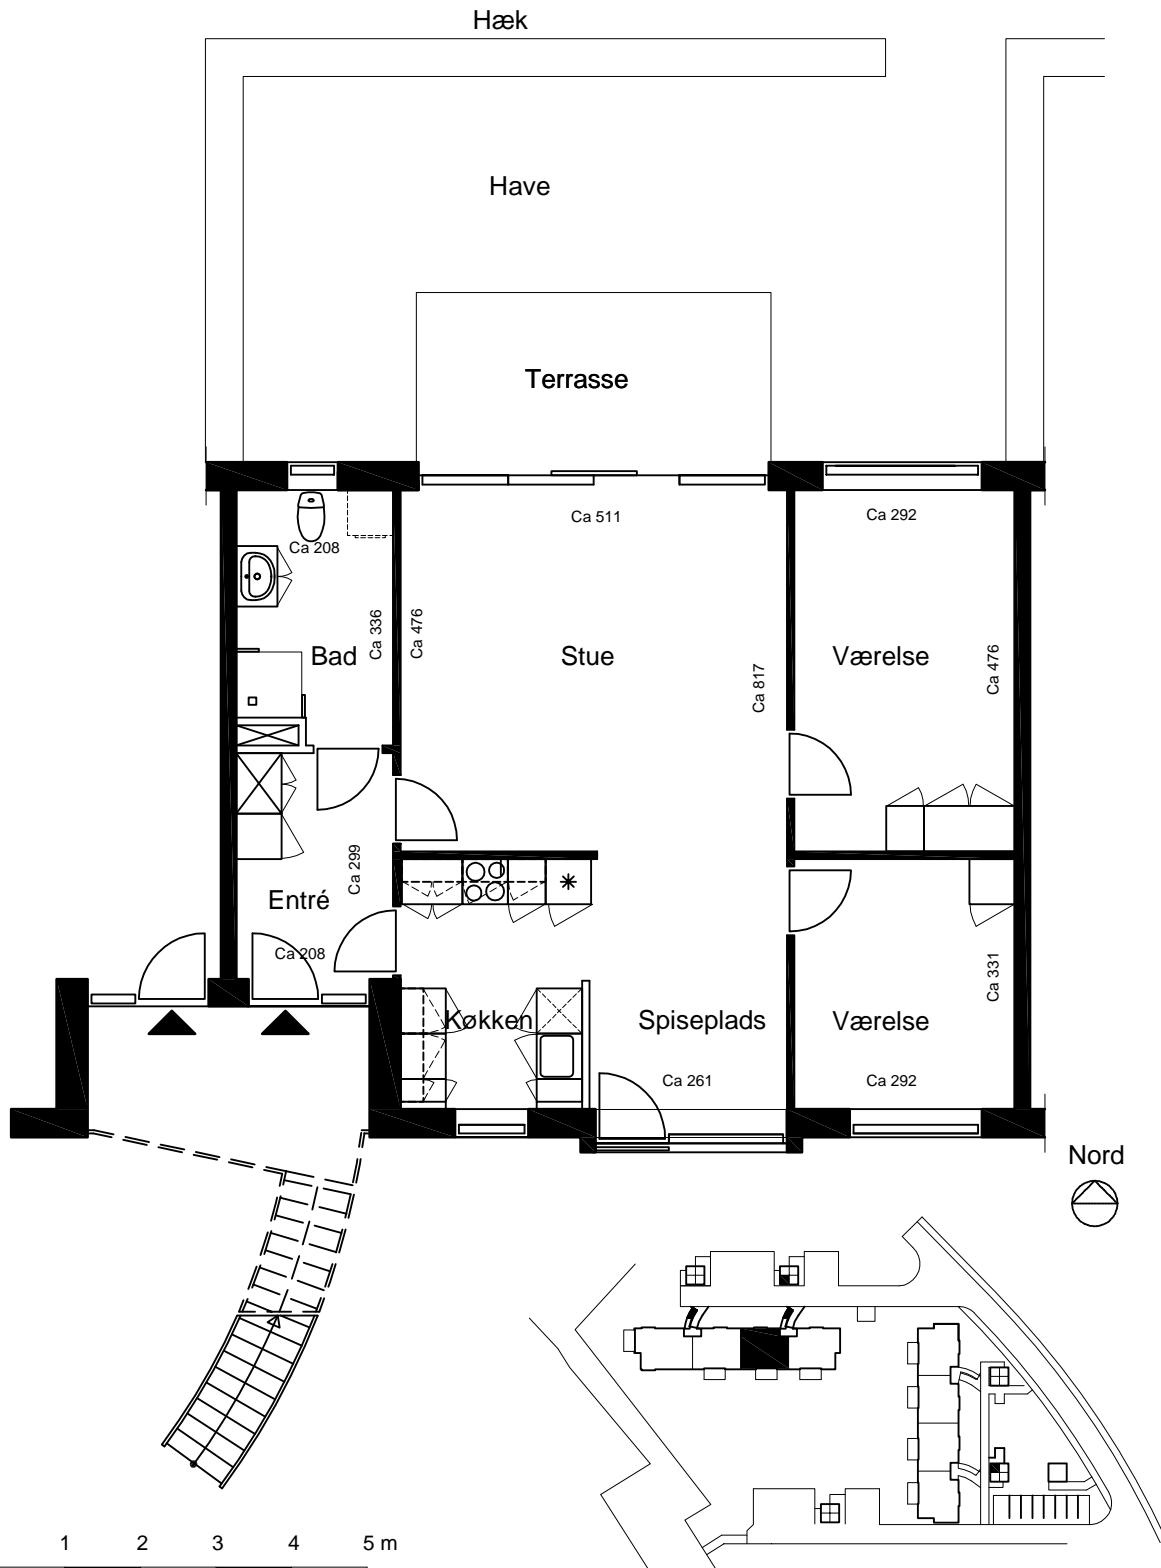 Hæk
Have
Terrasse
Ca 511
Ca 292
Ca 208
Ca 336
Ca 476
Bad
Stue
Ca 817
Værelse
Ca 476
Ca 299
Entré
Ca 208
Køkken
Spiseplads
Værelse
Ca 331
Ca 261
Ca 292
Nord
1 2 3 4 5 m